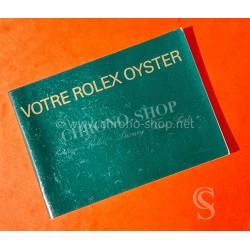 VOTRE ROLEX OYSTER
CHRONO-SHOP
www.chrono-shop.net
S